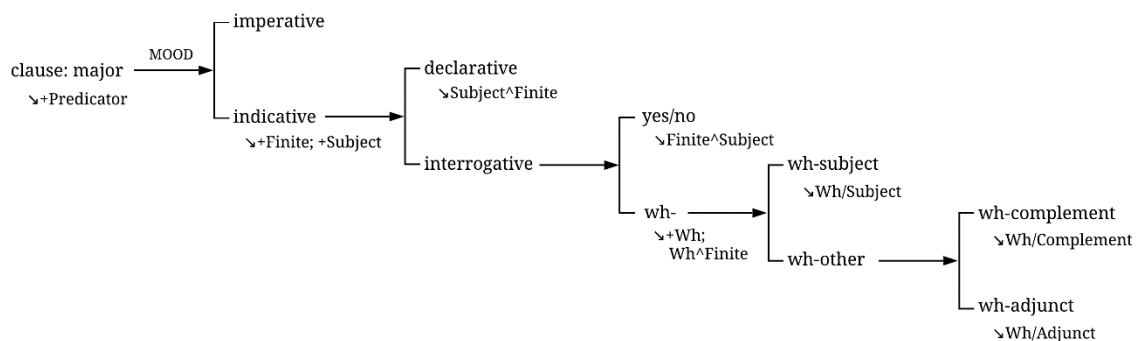 imperative
MOOD
clause: major
↘+Predicator
declarative
↘Subject^Finite
indicative
↘+Finite; +Subject
yes/no
↘Finite^Subject
interrogative
wh-subject
↘Wh/Subject
wh-
↘+Wh;
Wh^Finite
wh-complement
↘Wh/Complement
wh-other
wh-adjunct
↘Wh/Adjunct